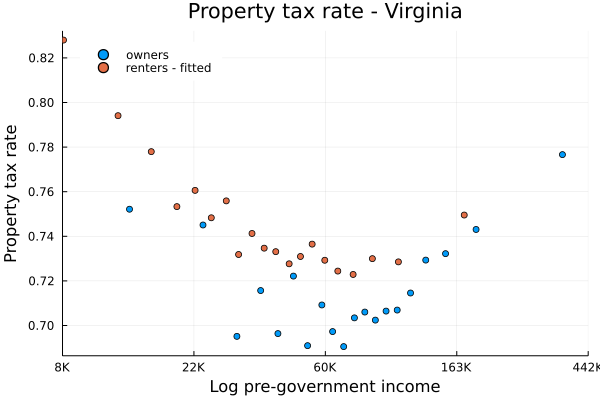 Property tax rate - Virginia
owners
renters - fitted
Property tax rate
0.82
0.80
0.78
0.76
0.74
0.72
0.70
8K 22K 60K 163K 442K
Log pre-government income